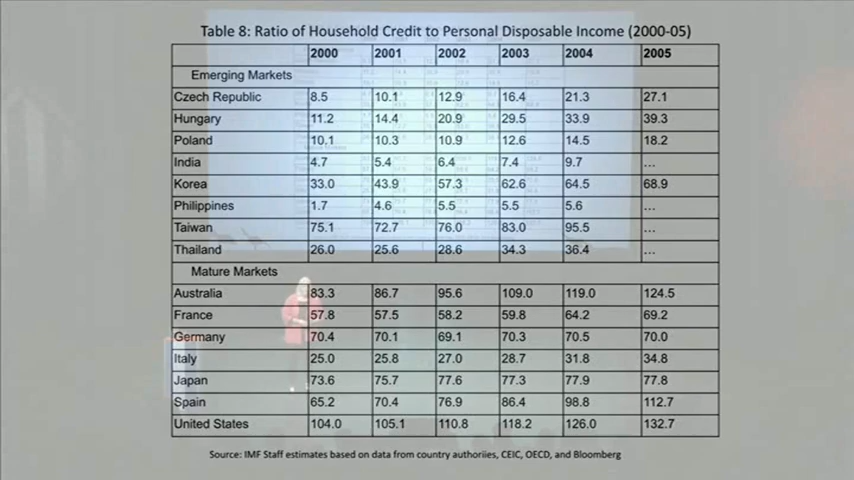 Table 8: Ratio of Household Credit to Personal Disposable Income (2000-05)
2000 2001 2002 2003 2004 2005
Emerging Markets
Czech Republic 8.5 10.1 12.9 16.4 21.3 27.1
Hungary 11.2 14.4 20.9 29.5 33.9 39.3
Poland 10.1 10.3 10.9 12.6 14.5 18.2
India 4.7 5.4 6.4 7.4 9.7 ...
Korea 33.0 43.9 57.3 62.6 64.5 68.9
Philippines 1.7 4.6 5.5 5.5 5.6 ...
Taiwan 75.1 72.7 76.0 83.0 95.5 ...
Thailand 26.0 25.6 28.6 34.3 36.4 ...
Mature Markets
Australia 83.3 86.7 95.6 109.0 119.0 124.5
France 57.8 57.5 58.2 59.8 64.2 69.2
Germany 70.4 70.1 69.1 70.3 70.5 70.0
Italy 25.0 25.8 27.0 28.7 31.8 34.8
Japan 73.6 75.7 77.6 77.3 77.9 77.8
Spain 65.2 70.4 76.9 86.4 98.8 112.7
United States 104.0 105.1 110.8 118.2 126.0 132.7
Source: IMF Staff estimates based on data from country authoriies, CEIC, OECD, and Bloomberg